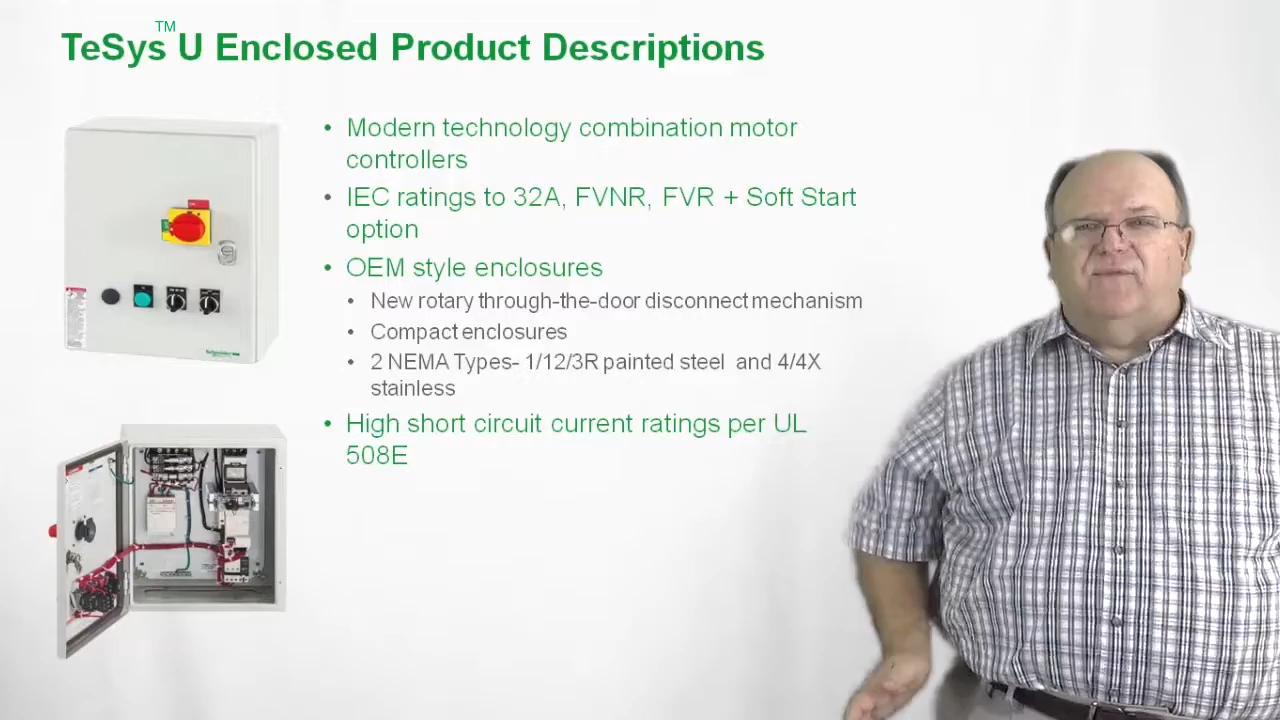 TeSys™ U Enclosed Product Descriptions
• Modern technology combination motor
controllers
• IEC ratings to 32A, FVNR, FVR + Soft Start
option
• OEM style enclosures
• New rotary through-the-door disconnect mechanism
• Compact enclosures
• 2 NEMA Types- 1/12/3R painted steel and 4/4X
stainless
• High short circuit current ratings per UL
508E